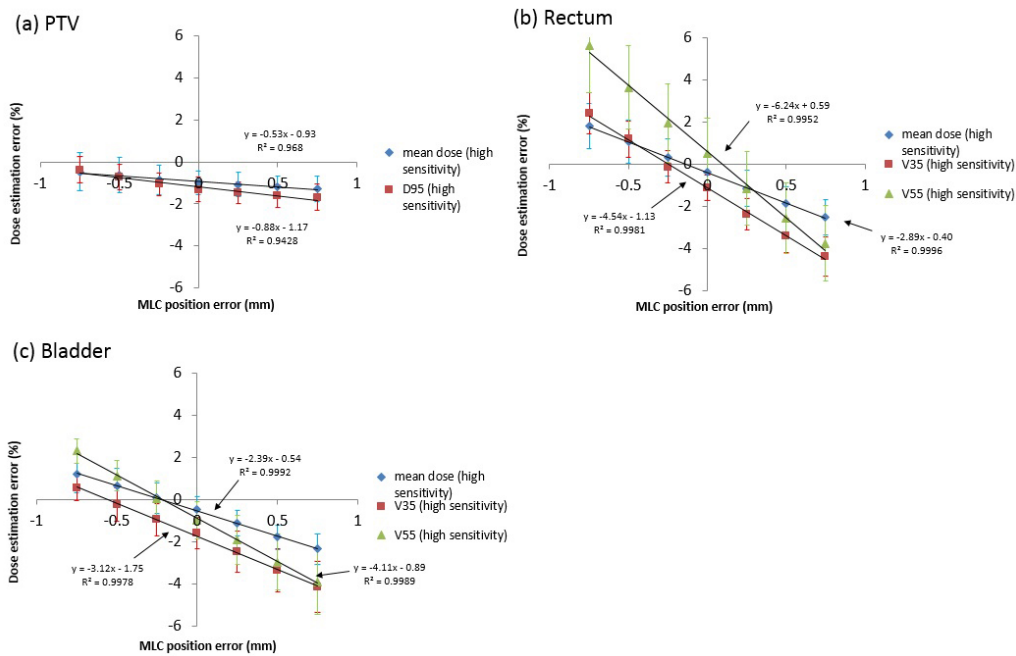 (a) PTV
6
4
2
0
-2
-4
-6
-1
-0.5
0
0.5
1
Dose estimation error (%)
MLC position error (mm)
y = -0.53x - 0.93
R² = 0.968
y = -0.88x - 1.17
R² = 0.9428
mean dose (high
sensitivity)
D95 (high
sensitivity)
(b) Rectum
6
4
2
0
-2
-4
-6
-1
-0.5
0
0.5
1
Dose estimation error (%)
MLC position error (mm)
y = -6.24x + 0.59
R² = 0.9952
y = -4.54x - 1.13
R² = 0.9981
y = -2.89x - 0.40
R² = 0.9996
mean dose (high
sensitivity)
V35 (high sensitivity)
V55 (high sensitivity)
(c) Bladder
6
4
2
0
-2
-4
-6
-1
-0.5
0
0.5
1
Dose estimation error (%)
MLC position error (mm)
y = -2.39x - 0.54
R² = 0.9992
y = -3.12x - 1.75
R² = 0.9978
y = -4.11x - 0.89
R² = 0.9989
mean dose (high
sensitivity)
V35 (high sensitivity)
V55 (high sensitivity)